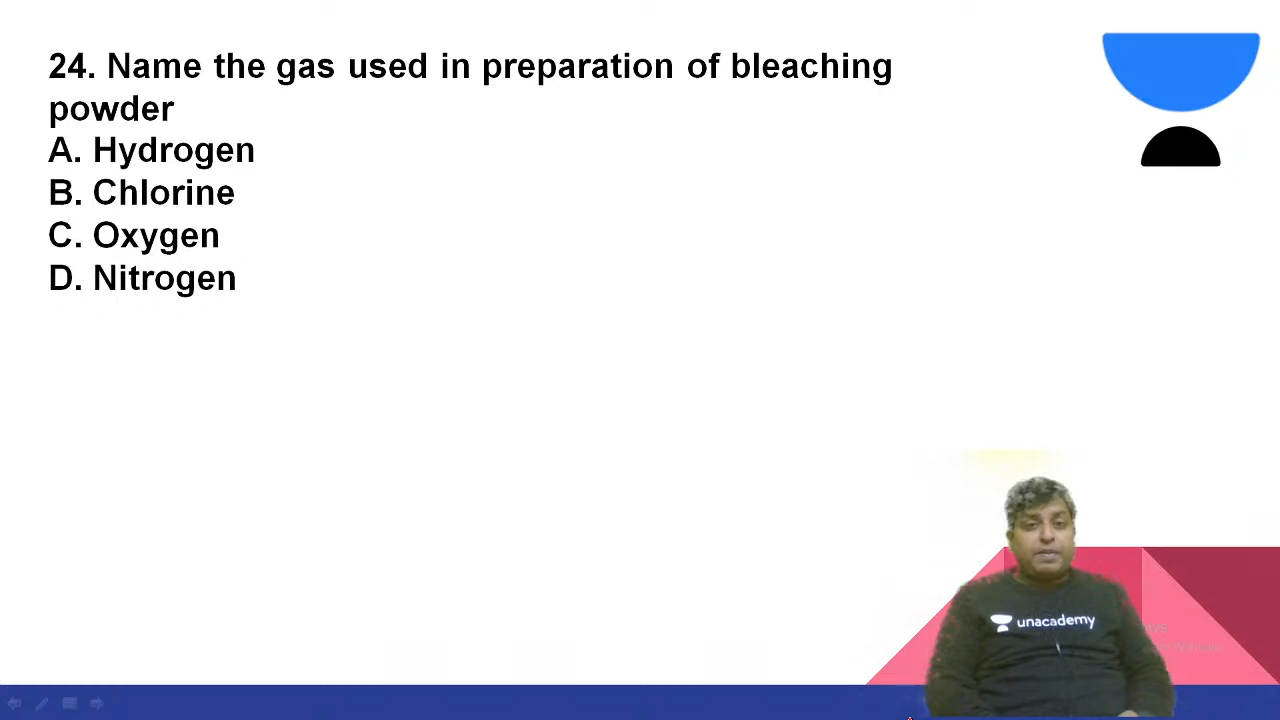 24. Name the gas used in preparation of bleaching
powder
A. Hydrogen
B. Chlorine
C. Oxygen
D. Nitrogen
unacademy